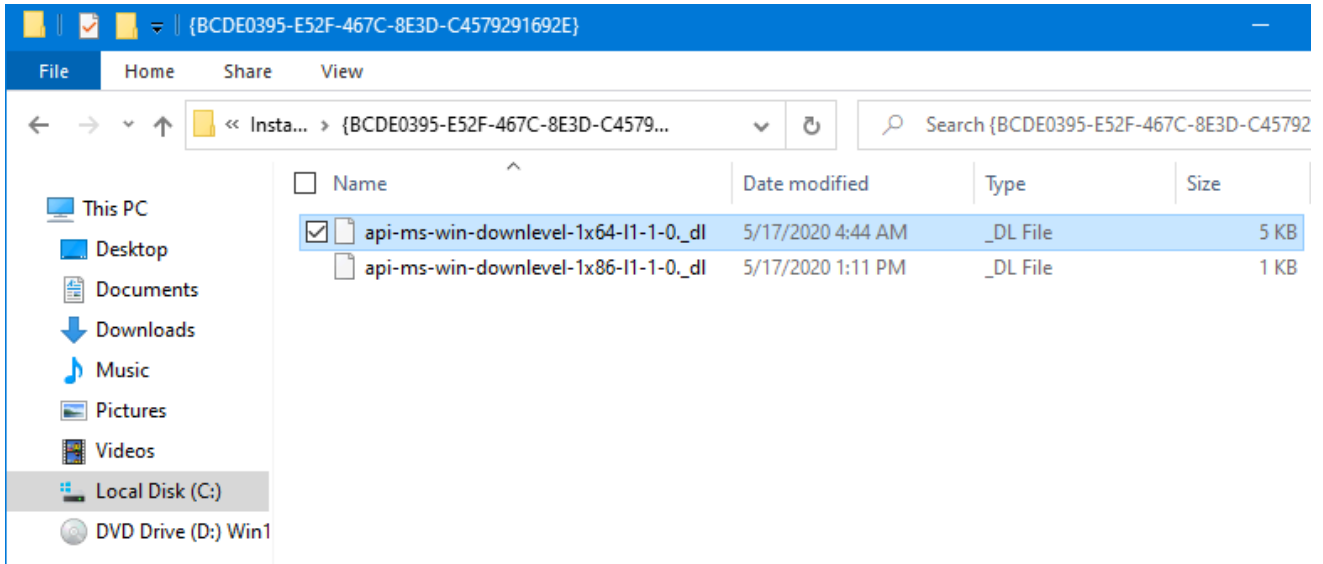 {BCDE0395-E52F-467C-8E3D-C4579291692E}
File Home Share View
« Insta... › {BCDE0395-E52F-467C-8E3D-C4579... Search {BCDE0395-E52F-467C-8E3D-C45792
Name Date modified Type Size
This PC
api-ms-win-downlevel-1x64-l1-1-0._dl 5/17/2020 4:44 AM _DL File 5 KB
Desktop
api-ms-win-downlevel-1x86-l1-1-0._dl 5/17/2020 1:11 PM _DL File 1 KB
Documents
Downloads
Music
Pictures
Videos
Local Disk (C:)
DVD Drive (D:) Win1